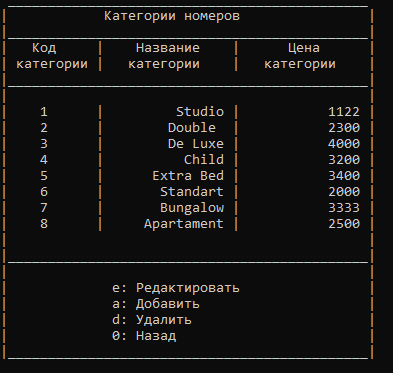 Категории номеров
Код | Название | Цена
категории | категории | категории
1 | Studio | 1122
2 | Double | 2300
3 | De Luxe | 4000
4 | Child | 3200
5 | Extra Bed | 3400
6 | Standart | 2000
7 | Bungalow | 3333
8 | Apartament | 2500
e: Редактировать
a: Добавить
d: Удалить
0: Назад